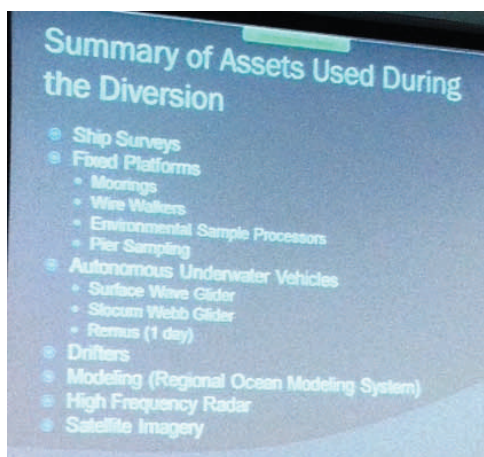 Summary of Assets Used During
the Diversion
Ship Surveys
Fixed Platforms
Moorings
Wire Walkers
Environmental Sample Processors
Pier Sampling
Autonomous Underwater Vehicles
Surface Wave Glider
Slocum Webb Glider
Remus (1 day)
Drifters
Modeling (Regional Ocean Modeling System)
High Frequency Radar
Satellite Imagery